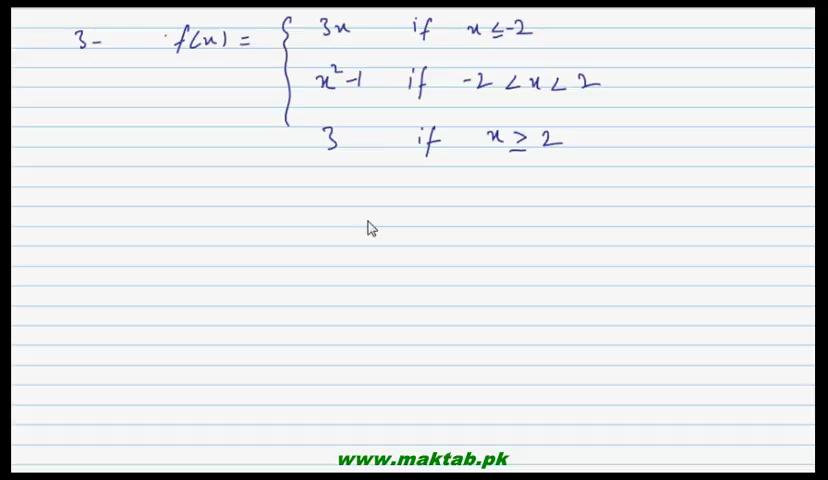 3- f(x) = { 3x if x ≤ -2
x² -1 if -2 < x < 2
3 if x ≥ 2
www.maktab.pk